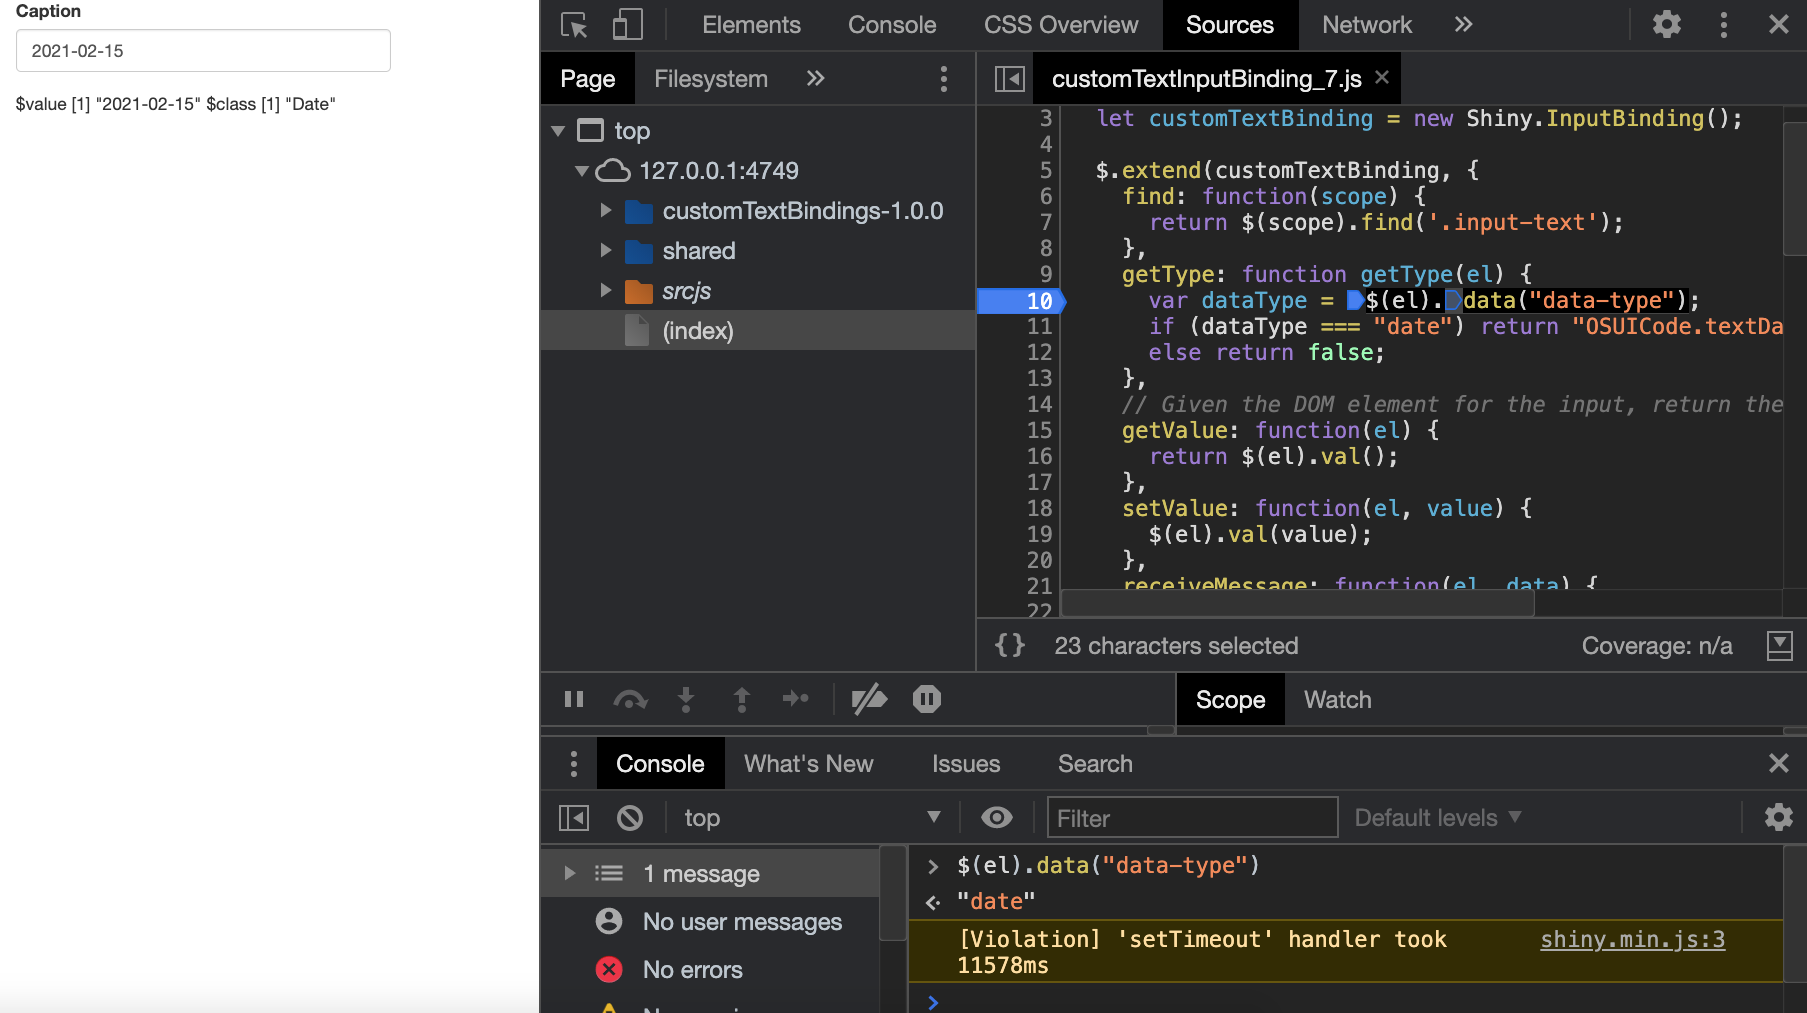 Caption
2021-02-15
$value [1] "2021-02-15" $class [1] "Date"
Elements Console CSS Overview Sources Network
Page Filesystem
customTextInputBinding_7.js
top
127.0.0.1:4749
customTextBindings-1.0.0
shared
srcjs
(index)
3 let customTextBinding = new Shiny.InputBinding();
4
5 $.extend(customTextBinding, {
6 find: function(scope) {
7 return $(scope).find('.input-text');
8 },
9 getType: function getType(el) {
10 var dataType = $(el).data("data-type");
11 if (dataType === "date") return "OSUICode.textDa
12 else return false;
13 },
14 // Given the DOM element for the input, return the
15 getValue: function(el) {
16 return $(el).val();
17 },
18 setValue: function(el, value) {
19 $(el).val(value);
20 },
21 receiveMessage: function(el, data) {
22
{} 23 characters selected Coverage: n/a
Scope Watch
Console What's New Issues Search
top Filter Default levels
1 message
No user messages
No errors
> $(el).data("data-type")
"date"
[Violation] 'setTimeout' handler took shiny.min.js:3
11578ms
>